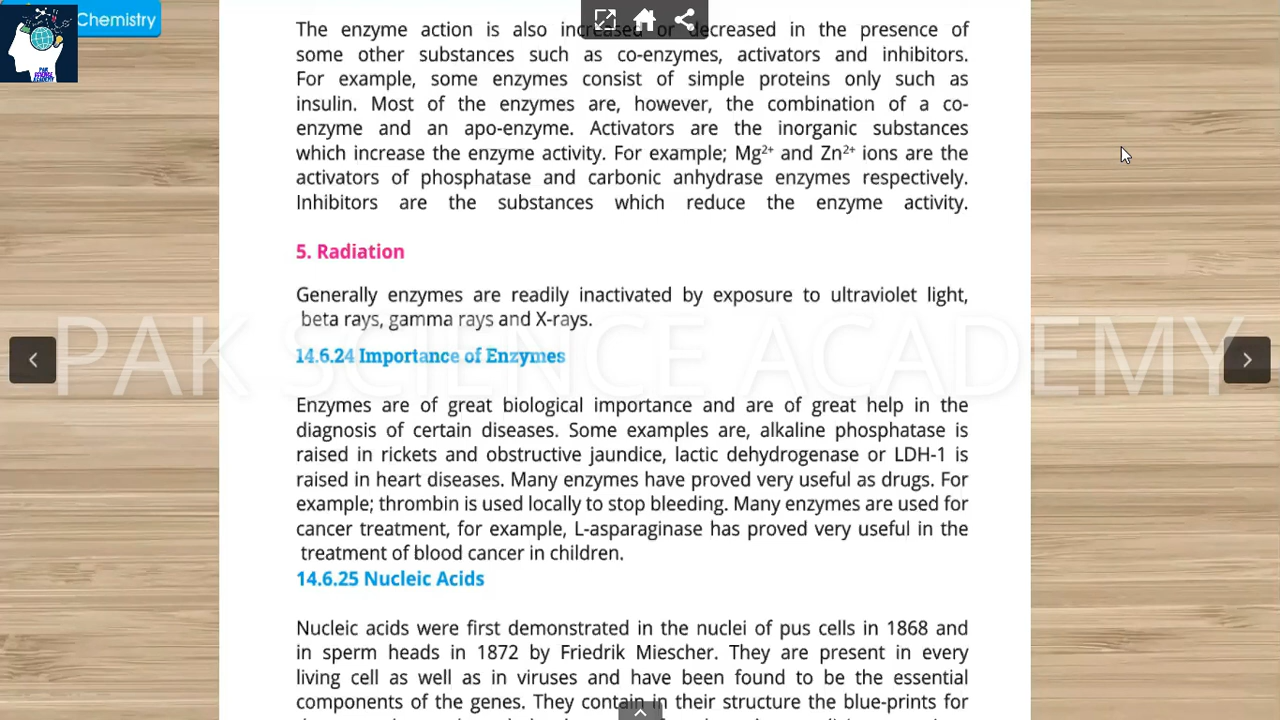 Chemistry
The enzyme action is also increased or decreased in the presence of
some other substances such as co-enzymes, activators and inhibitors.
For example, some enzymes consist of simple proteins only such as
insulin. Most of the enzymes are, however, the combination of a co-
enzyme and an apo-enzyme. Activators are the inorganic substances
which increase the enzyme activity. For example; Mg²⁺ and Zn²⁺ ions are the
activators of phosphatase and carbonic anhydrase enzymes respectively.
Inhibitors are the substances which reduce the enzyme activity.
5. Radiation
Generally enzymes are readily inactivated by exposure to ultraviolet light,
beta rays, gamma rays and X-rays.
PAK SCIENCE ACADEMY
14.6.24 Importance of Enzymes
Enzymes are of great biological importance and are of great help in the
diagnosis of certain diseases. Some examples are, alkaline phosphatase is
raised in rickets and obstructive jaundice, lactic dehydrogenase or LDH-1 is
raised in heart diseases. Many enzymes have proved very useful as drugs. For
example; thrombin is used locally to stop bleeding. Many enzymes are used for
cancer treatment, for example, L-asparaginase has proved very useful in the
treatment of blood cancer in children.
14.6.25 Nucleic Acids
Nucleic acids were first demonstrated in the nuclei of pus cells in 1868 and
in sperm heads in 1872 by Friedrik Miescher. They are present in every
living cell as well as in viruses and have been found to be the essential
components of the genes. They contain in their structure the blue-prints for